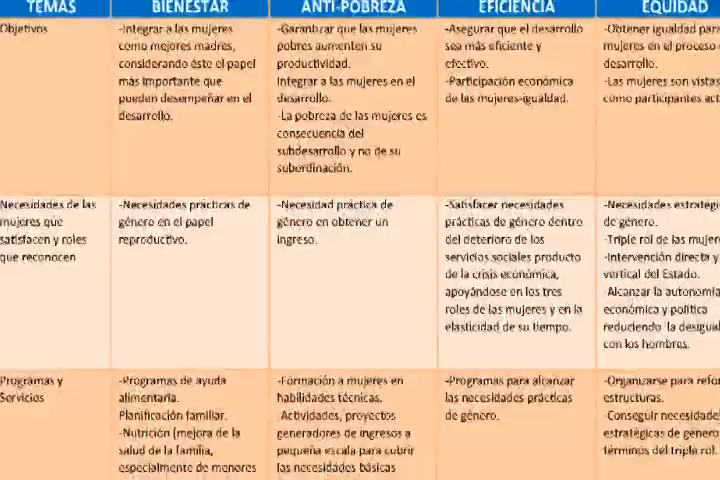 TEMAS BIENESTAR ANTI-POBREZA EFICIENCIA EQUIDAD
Objetivos
-Integrar a las mujeres
como mejores madres,
considerando éste el papel
más importante que
pueden desempeñar en el
desarrollo.
-Garantizar que las mujeres
pobres aumenten su
productividad.
Integrar a las mujeres en el
desarrollo.
-La pobreza de las mujeres es
consecuencia del
subdesarrollo y no de su
subordinación.
-Asegurar que el desarrollo
sea más eficiente y
efectivo.
-Participación económica
de las mujeres-igualdad.
-Obtener igualdad para
mujeres en el proceso
desarrollo.
-Las mujeres son vistas
como participantes act
Necesidades de las
mujeres que
satisfacen y roles
que reconocen
-Necesidades prácticas de
género en el papel
reproductivo.
-Necesidad práctica de
género en obtener un
ingreso.
-Satisfacer necesidades
prácticas de género dentro
del deterioro de los
servicios sociales producto
de la crisis económica,
apoyándose en los tres
roles de las mujeres y en la
elasticidad de su tiempo.
-Necesidades estratégi
de género.
-Triple rol de las mujere
-Intervención directa y
vertical del Estado.
Alcanzar la autonomía
económica y política
reduciendo la desigual
con los hombres.
Programas y
Servicios
-Programas de ayuda
alimentaria.
Planificación familiar.
-Nutrición (mejora de la
salud de la familia,
especialmente de menores
-Formación a mujeres en
habilidades técnicas.
Actividades, proyectos
generadores de ingresos a
pequeña escala para cubrir
las necesidades básicas
-Programas para alcanzar
las necesidades prácticas
de género.
-Organizarse para refor
estructuras.
-Conseguir necesidade
estratégicas de género
términos del triple rol.